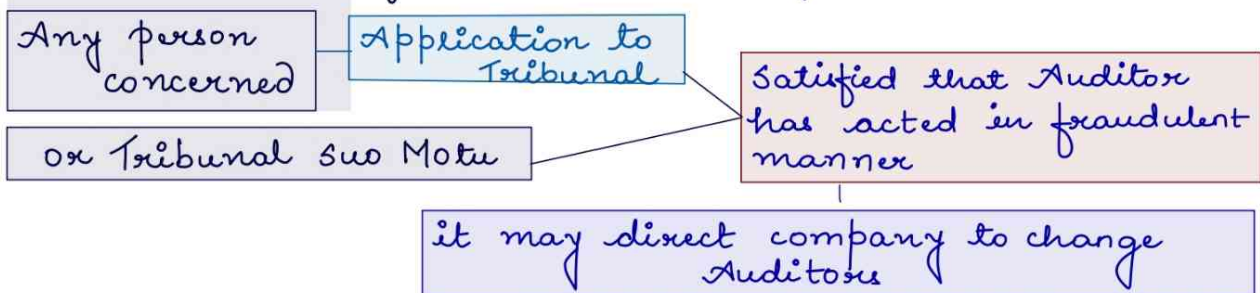 Any person
concerned
Application to
Tribunal
or Tribunal suo Motu
Satisfied that Auditor
has acted in fraudulent
manner
it may direct company to change
Auditors